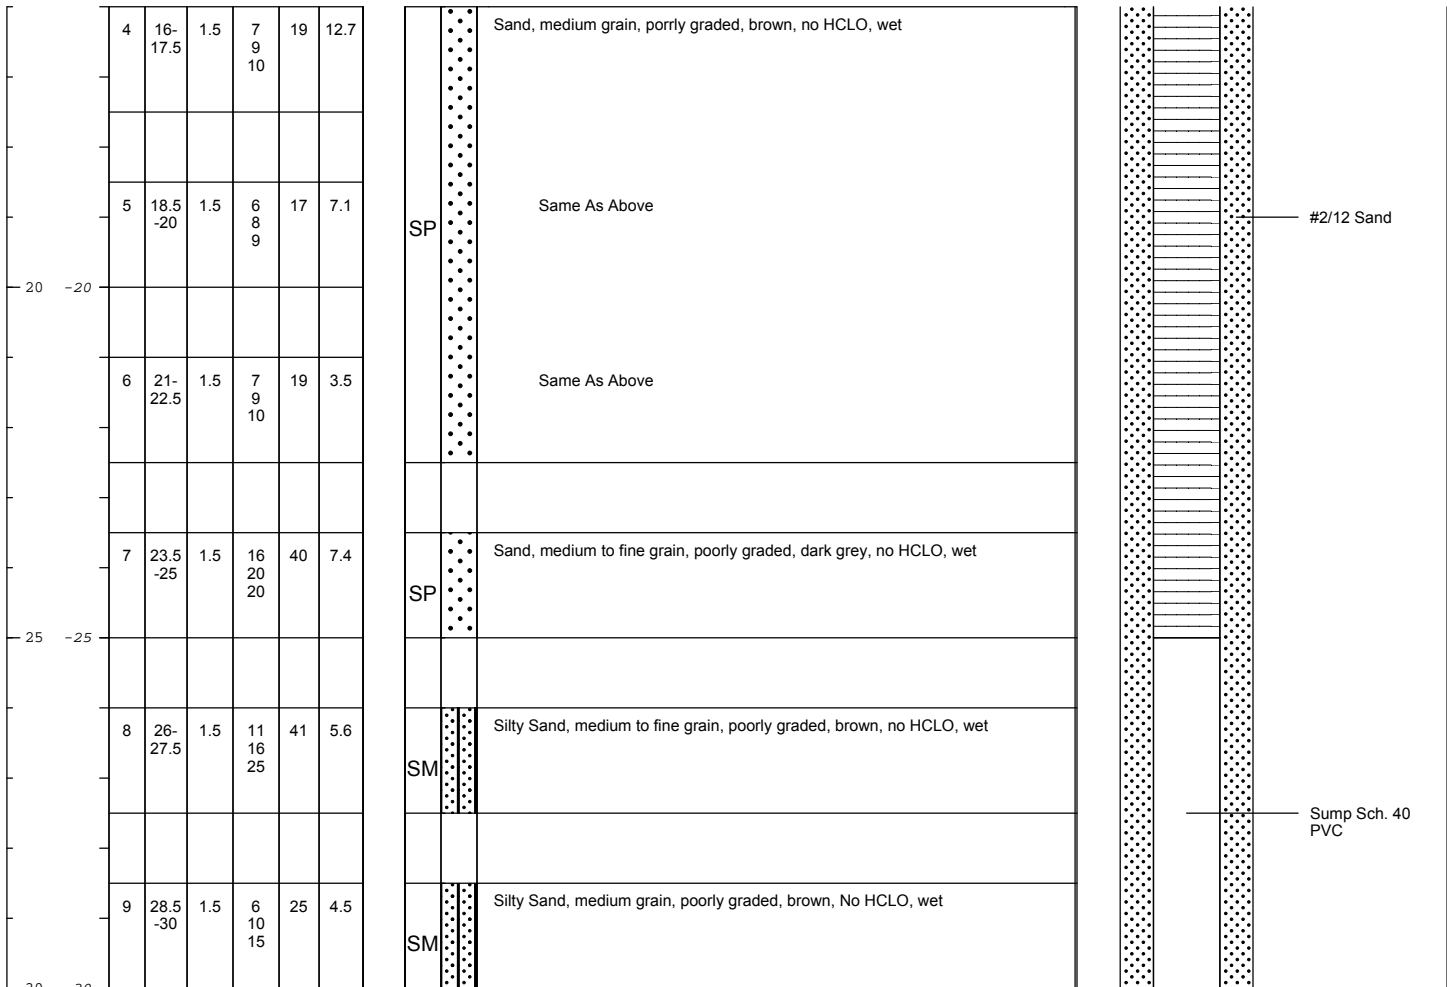 4 16- 1.5 7 19 12.7 Sand, medium grain, porrly graded, brown, no HCLO, wet
17.5 9
10
5 18.5 1.5 6 17 7.1 Same As Above
-20 8
9
SP
#2/12 Sand
20 -20
6 21- 1.5 7 19 3.5 Same As Above
22.5 9
10
7 23.5 1.5 16 40 7.4 Sand, medium to fine grain, poorly graded, dark grey, no HCLO, wet
-25 20
20
SP
25 -25
8 26- 1.5 11 41 5.6 Silty Sand, medium to fine grain, poorly graded, brown, no HCLO, wet
27.5 16
25
SM
Sump Sch. 40
PVC
9 28.5 1.5 6 25 4.5 Silty Sand, medium grain, poorly graded, brown, No HCLO, wet
-30 10
15
SM